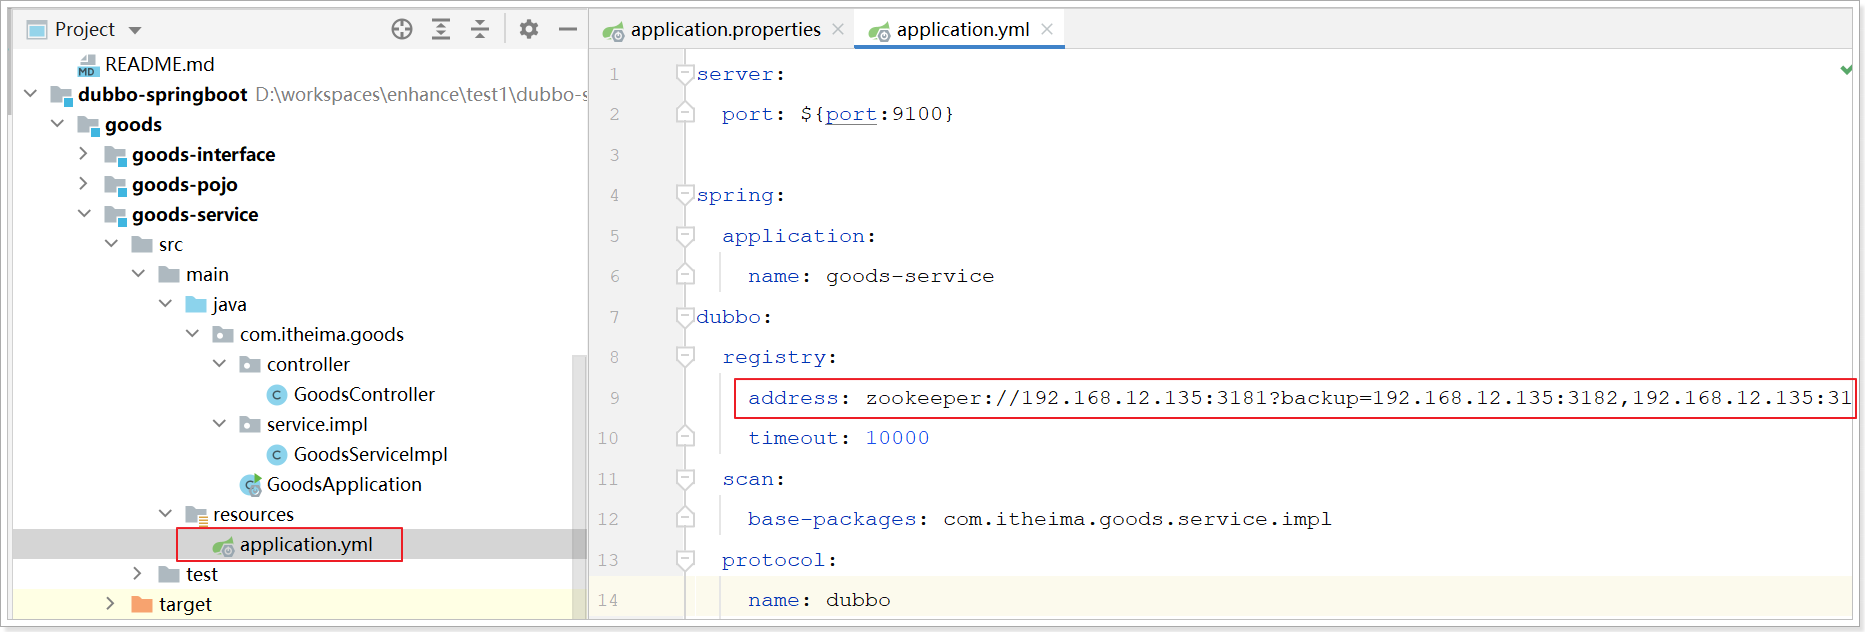 Project
README.md
dubbo-springboot D:\workspaces\enhance\test1\dubbo-s
goods
goods-interface
goods-pojo
goods-service
src
main
java
com.itheima.goods
controller
GoodsController
service.impl
GoodsServiceImpl
GoodsApplication
resources
application.yml
test
target
application.properties application.yml
1 server:
2 port: ${port:9100}
3
4 spring:
5 application:
6 name: goods-service
7 dubbo:
8 registry:
9 address: zookeeper://192.168.12.135:3181?backup=192.168.12.135:3182,192.168.12.135:31
10 timeout: 10000
11 scan:
12 base-packages: com.itheima.goods.service.impl
13 protocol:
14 name: dubbo